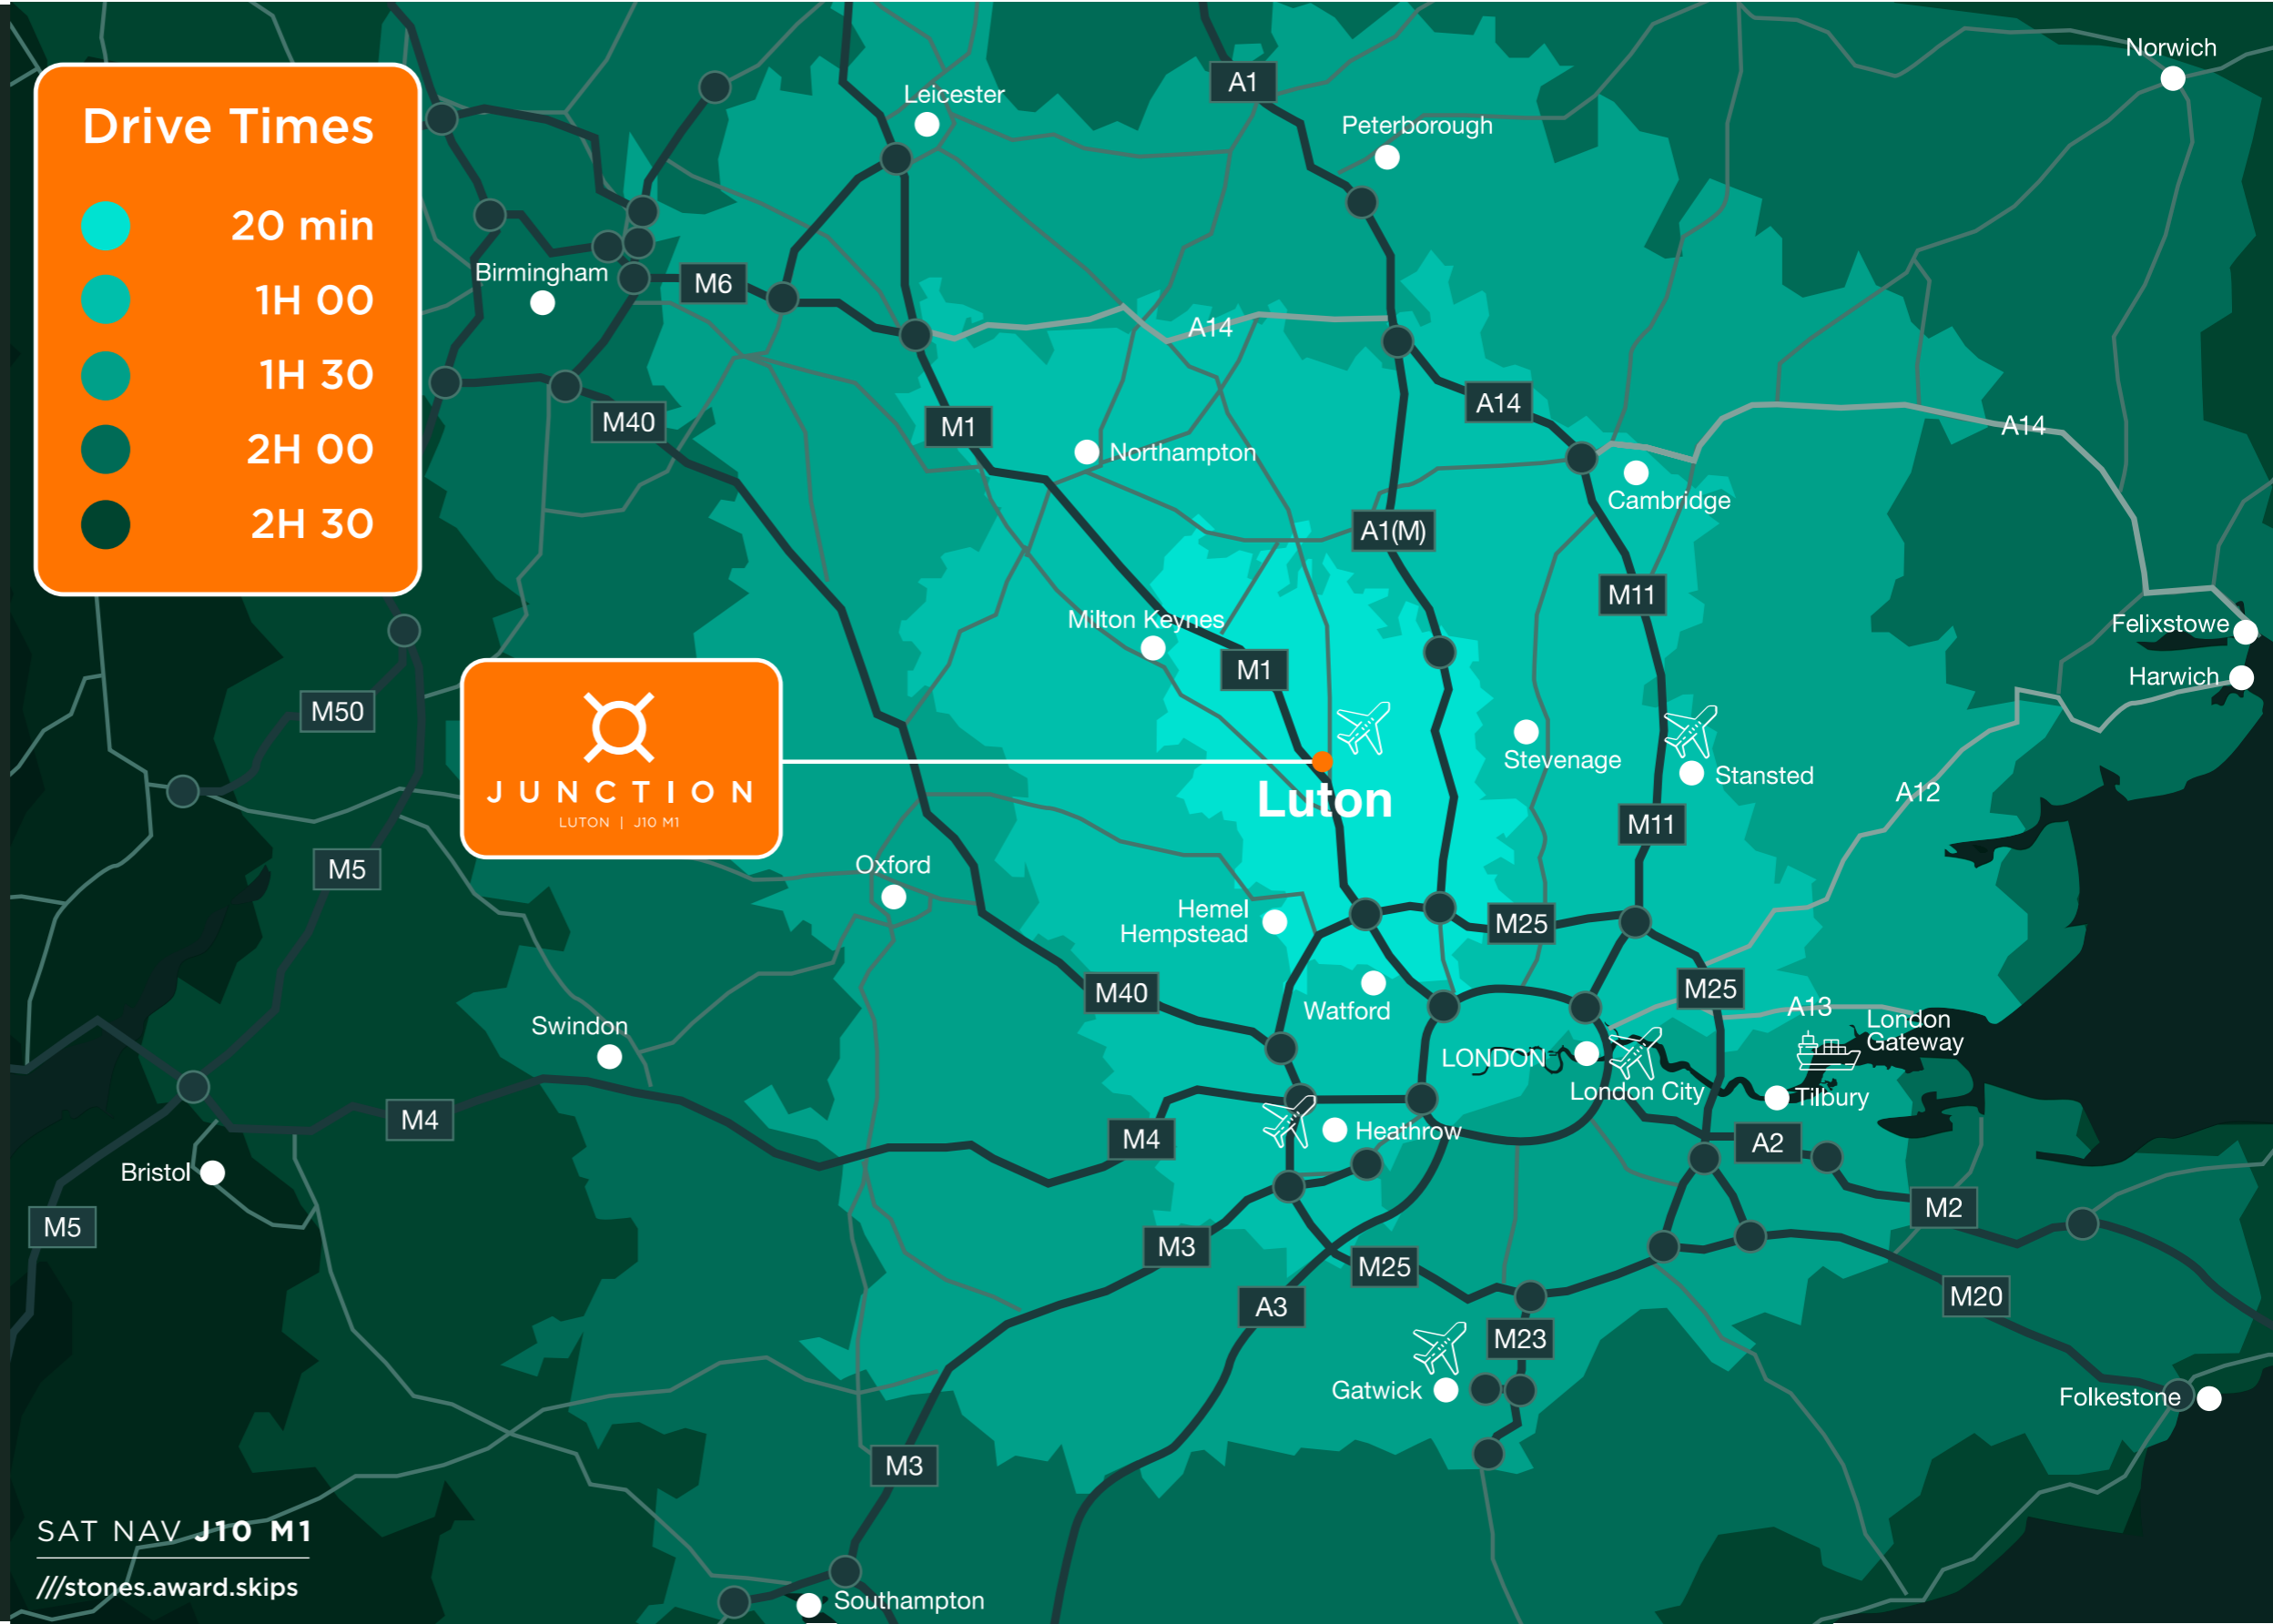 Drive Times
20 min
1H 00
1H 30
2H 00
2H 30
Norwich
A1
Leicester
Peterborough
Birmingham
M6
A14
A14
M40
M1
A14
Northampton
Cambridge
A1(M)
M11
Milton Keynes
Felixstowe
M1
Harwich
M50
JUNCTION
LUTON | J10 M1
Stevenage
Stansted
Luton
A12
M11
M5
Oxford
Hemel
Hempstead
M25
M40
M25
Watford
A13
London
Gateway
Swindon
LONDON
London City
Tilbury
M4
M4
Heathrow
A2
Bristol
M5
M2
M3
M25
M20
A3
M23
Gatwick
Folkestone
M3
SAT NAV J10 M1
///stones.award.skips
Southampton